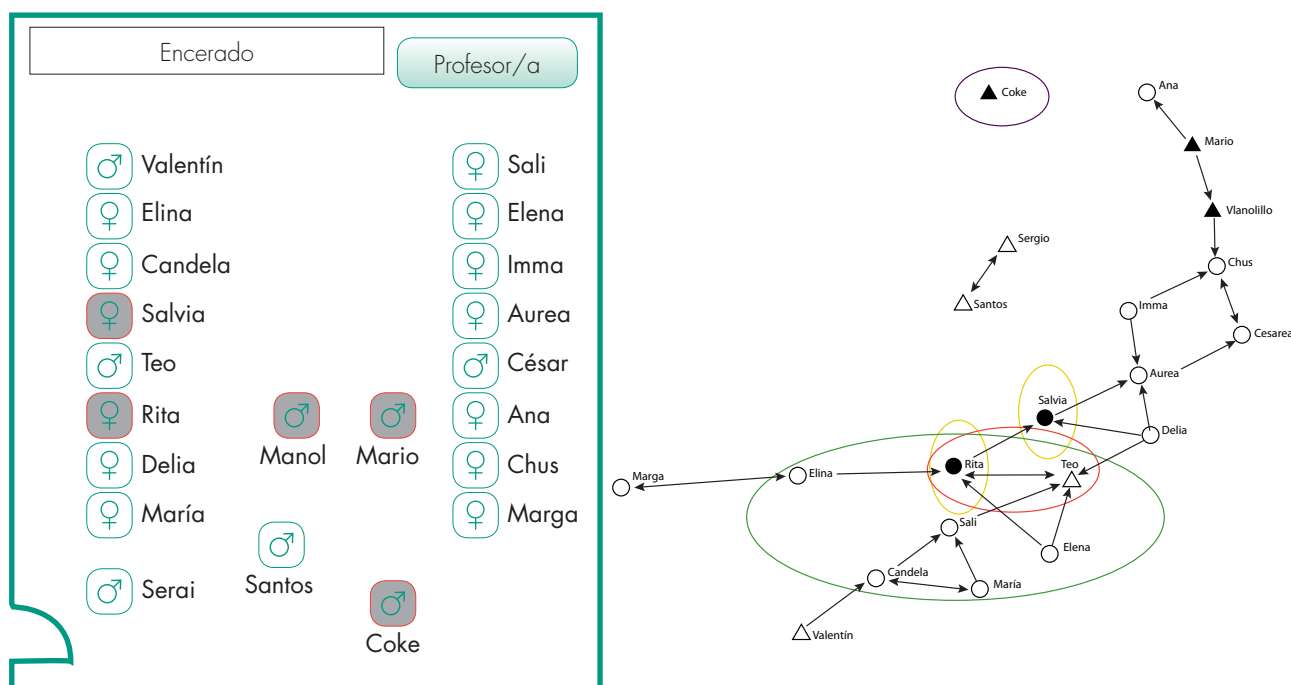 Encerado
Profesor/a
Valentín
Elina
Candela
Salvia
Teo
Rita
Delia
María
Serai
Manol
Mario
Santos
Coke
Sali
Elena
Imma
Aurea
César
Ana
Chus
Marga
Coke
Ana
Mario
Vlanolillo
Sergio
Chus
Santos
Imma
Cesarea
Aurea
Salvia
Delia
Rita
Teo
Elina
Marga
Sali
Elena
Candela
María
Valentín